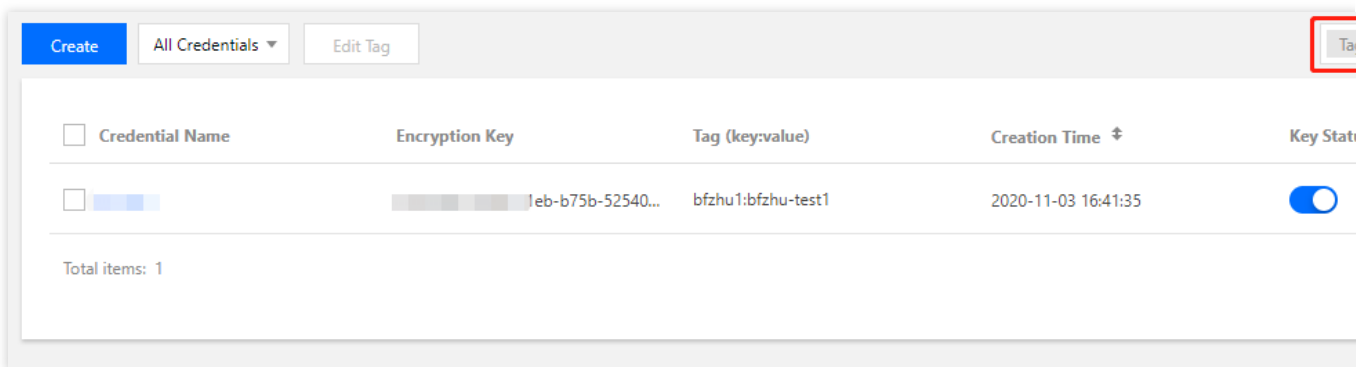 Create All Credentials Edit Tag
Credential Name Encryption Key Tag (key:value) Creation Time
Key
1eb-b75b-52540... bfzhu1:bfzhu-test1 2020-11-03 16:41:35
Total items: 1